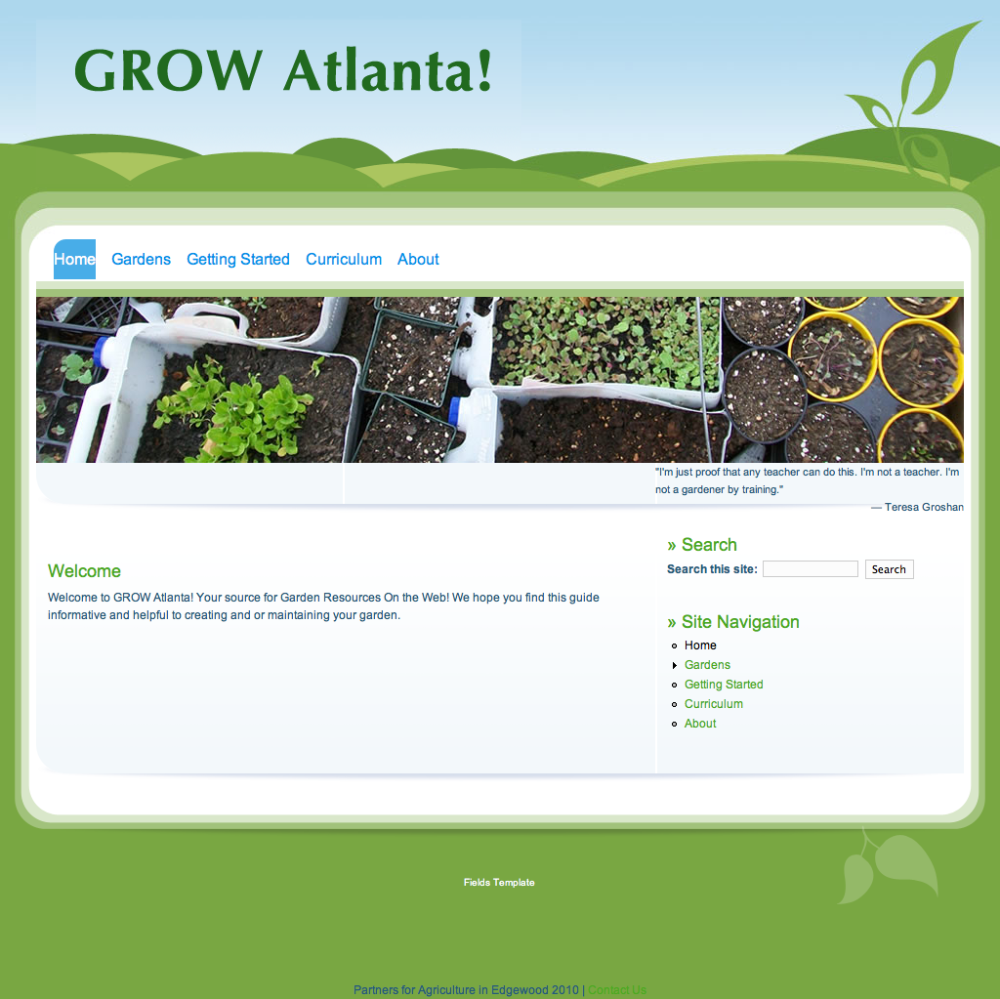 GROW Atlanta!
Home Gardens Getting Started Curriculum About
"I'm just proof that any teacher can do this. I'm not a teacher. I'm
not a gardener by training."
— Teresa Groshan
Welcome
Welcome to GROW Atlanta! Your source for Garden Resources On the Web! We hope you find this guide
informative and helpful to creating and or maintaining your garden.
» Search
Search this site: Search
» Site Navigation
Home
Gardens
Getting Started
Curriculum
About
Fields Template
Partners for Agriculture in Edgewood 2010 | Contact Us